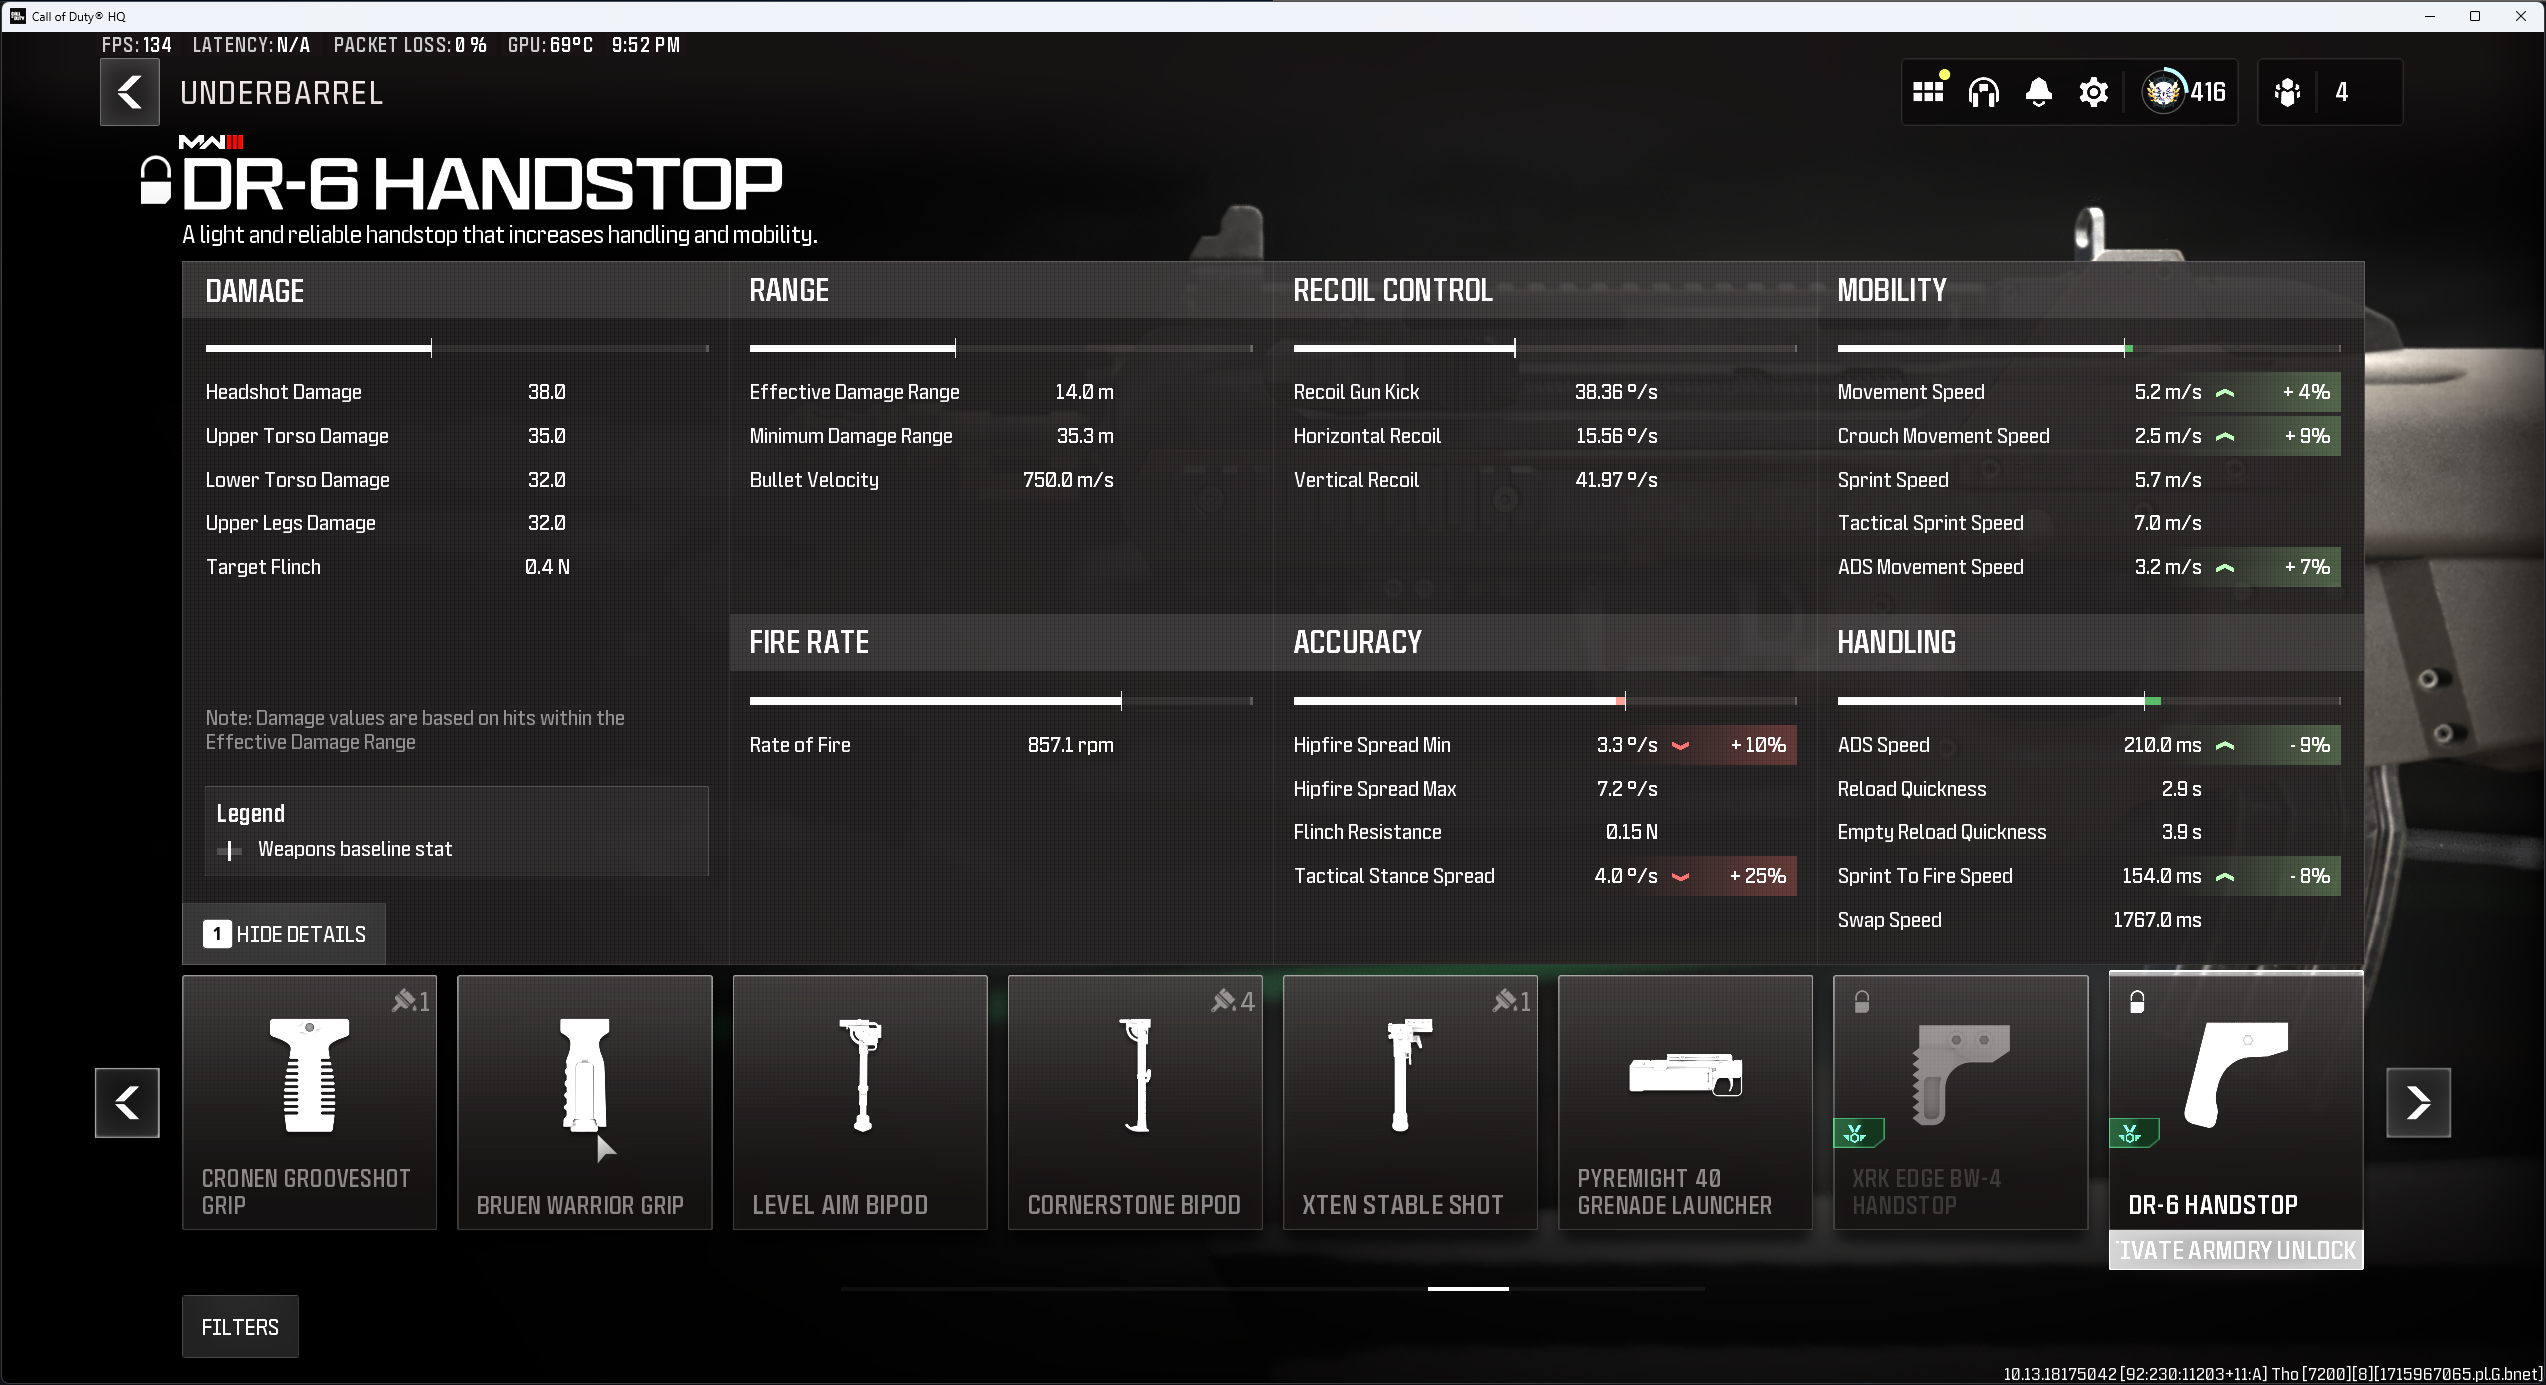 Call of Duty® HQ
FPS: 134 LATENCY: N/A PACKET LOSS: 0 % GPU: 69°C 9:52 PM
UNDERBARREL
416
4
MWIII
DR-6 HANDSTOP
A light and reliable handstop that increases handling and mobility.
DAMAGE
Headshot Damage 38.0
Upper Torso Damage 35.0
Lower Torso Damage 32.0
Upper Legs Damage 32.0
Target Flinch 0.4 N
Note: Damage values are based on hits within the
Effective Damage Range
Legend
Weapons baseline stat
1 HIDE DETAILS
RANGE
Effective Damage Range 14.0 m
Minimum Damage Range 35.3 m
Bullet Velocity 750.0 m/s
FIRE RATE
Rate of Fire 857.1 rpm
RECOIL CONTROL
Recoil Gun Kick 38.36 º/s
Horizontal Recoil 15.56 º/s
Vertical Recoil 41.97 º/s
ACCURACY
Hipfire Spread Min 3.3 º/s + 10%
Hipfire Spread Max 7.2 º/s
Flinch Resistance 0.15 N
Tactical Stance Spread 4.0 º/s + 25%
MOBILITY
Movement Speed 5.2 m/s + 4%
Crouch Movement Speed 2.5 m/s + 9%
Sprint Speed 5.7 m/s
Tactical Sprint Speed 7.0 m/s
ADS Movement Speed 3.2 m/s + 7%
HANDLING
ADS Speed 210.0 ms - 9%
Reload Quickness 2.9 s
Empty Reload Quickness 3.9 s
Sprint To Fire Speed 154.0 ms - 8%
Swap Speed 1767.0 ms
1
CRONEN GROOVESHOT
GRIP
BRUEN WARRIOR GRIP
LEVEL AIM BIPOD
4
CORNERSTONE BIPOD
1
XTEN STABLE SHOT
PYREMIGHT 40
GRENADE LAUNCHER
XRK EDGE BW-4
HANDSTOP
DR-6 HANDSTOP
IVATE ARMORY UNLOCK
FILTERS
10.13.18175042 [92:230:11203+11:A] Tho [7200][8][1715967065.pl.G.bnet]